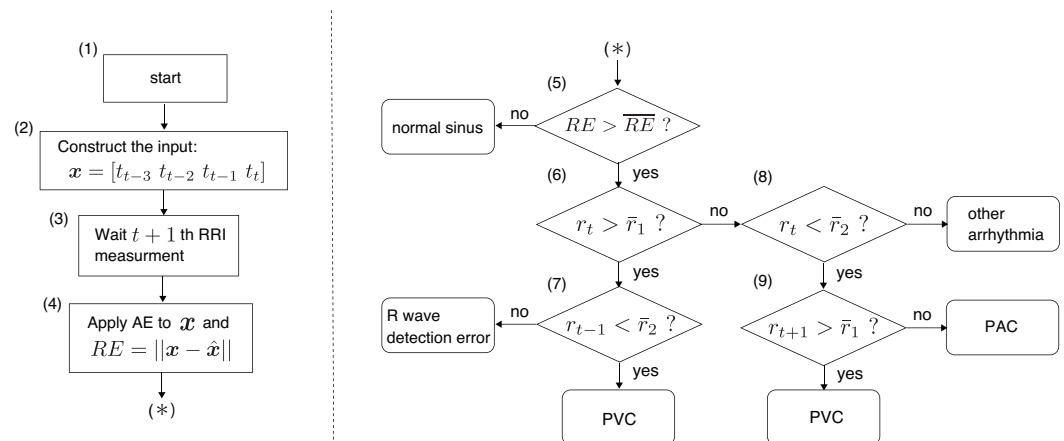 (1)
start
(2)
Construct the input:
𝒙 = [t_{t−3} t_{t−2} t_{t−1} t_t]
(3)
Wait t + 1 th RRI
measurment
(4)
Apply AE to 𝒙 and
RE = ||𝒙 − 𝒙̂||
(*)
(*)
(5)
RE > \overline{RE} ?
no
normal sinus
yes
(6)
r_t > r̄_1 ?
no
(8)
r_t < r̄_2 ?
no
other
arrhythmia
yes
yes
(7)
r_{t−1} < r̄_2 ?
no
R wave
detection error
(9)
r_{t+1} > r̄_1 ?
no
PAC
yes
yes
PVC
PVC